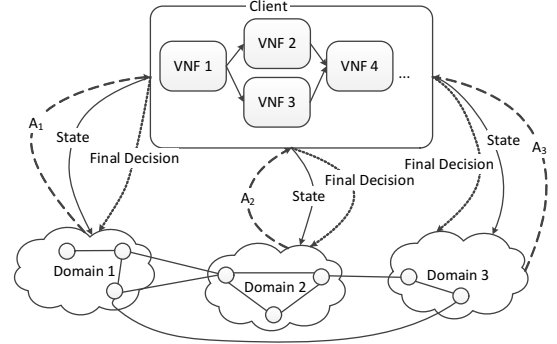 Client
VNF 1
VNF 2
VNF 3
VNF 4
...
A1
State
Final Decision
A2
State
Final Decision
Final Decision
State
A3
Domain 1
Domain 2
Domain 3